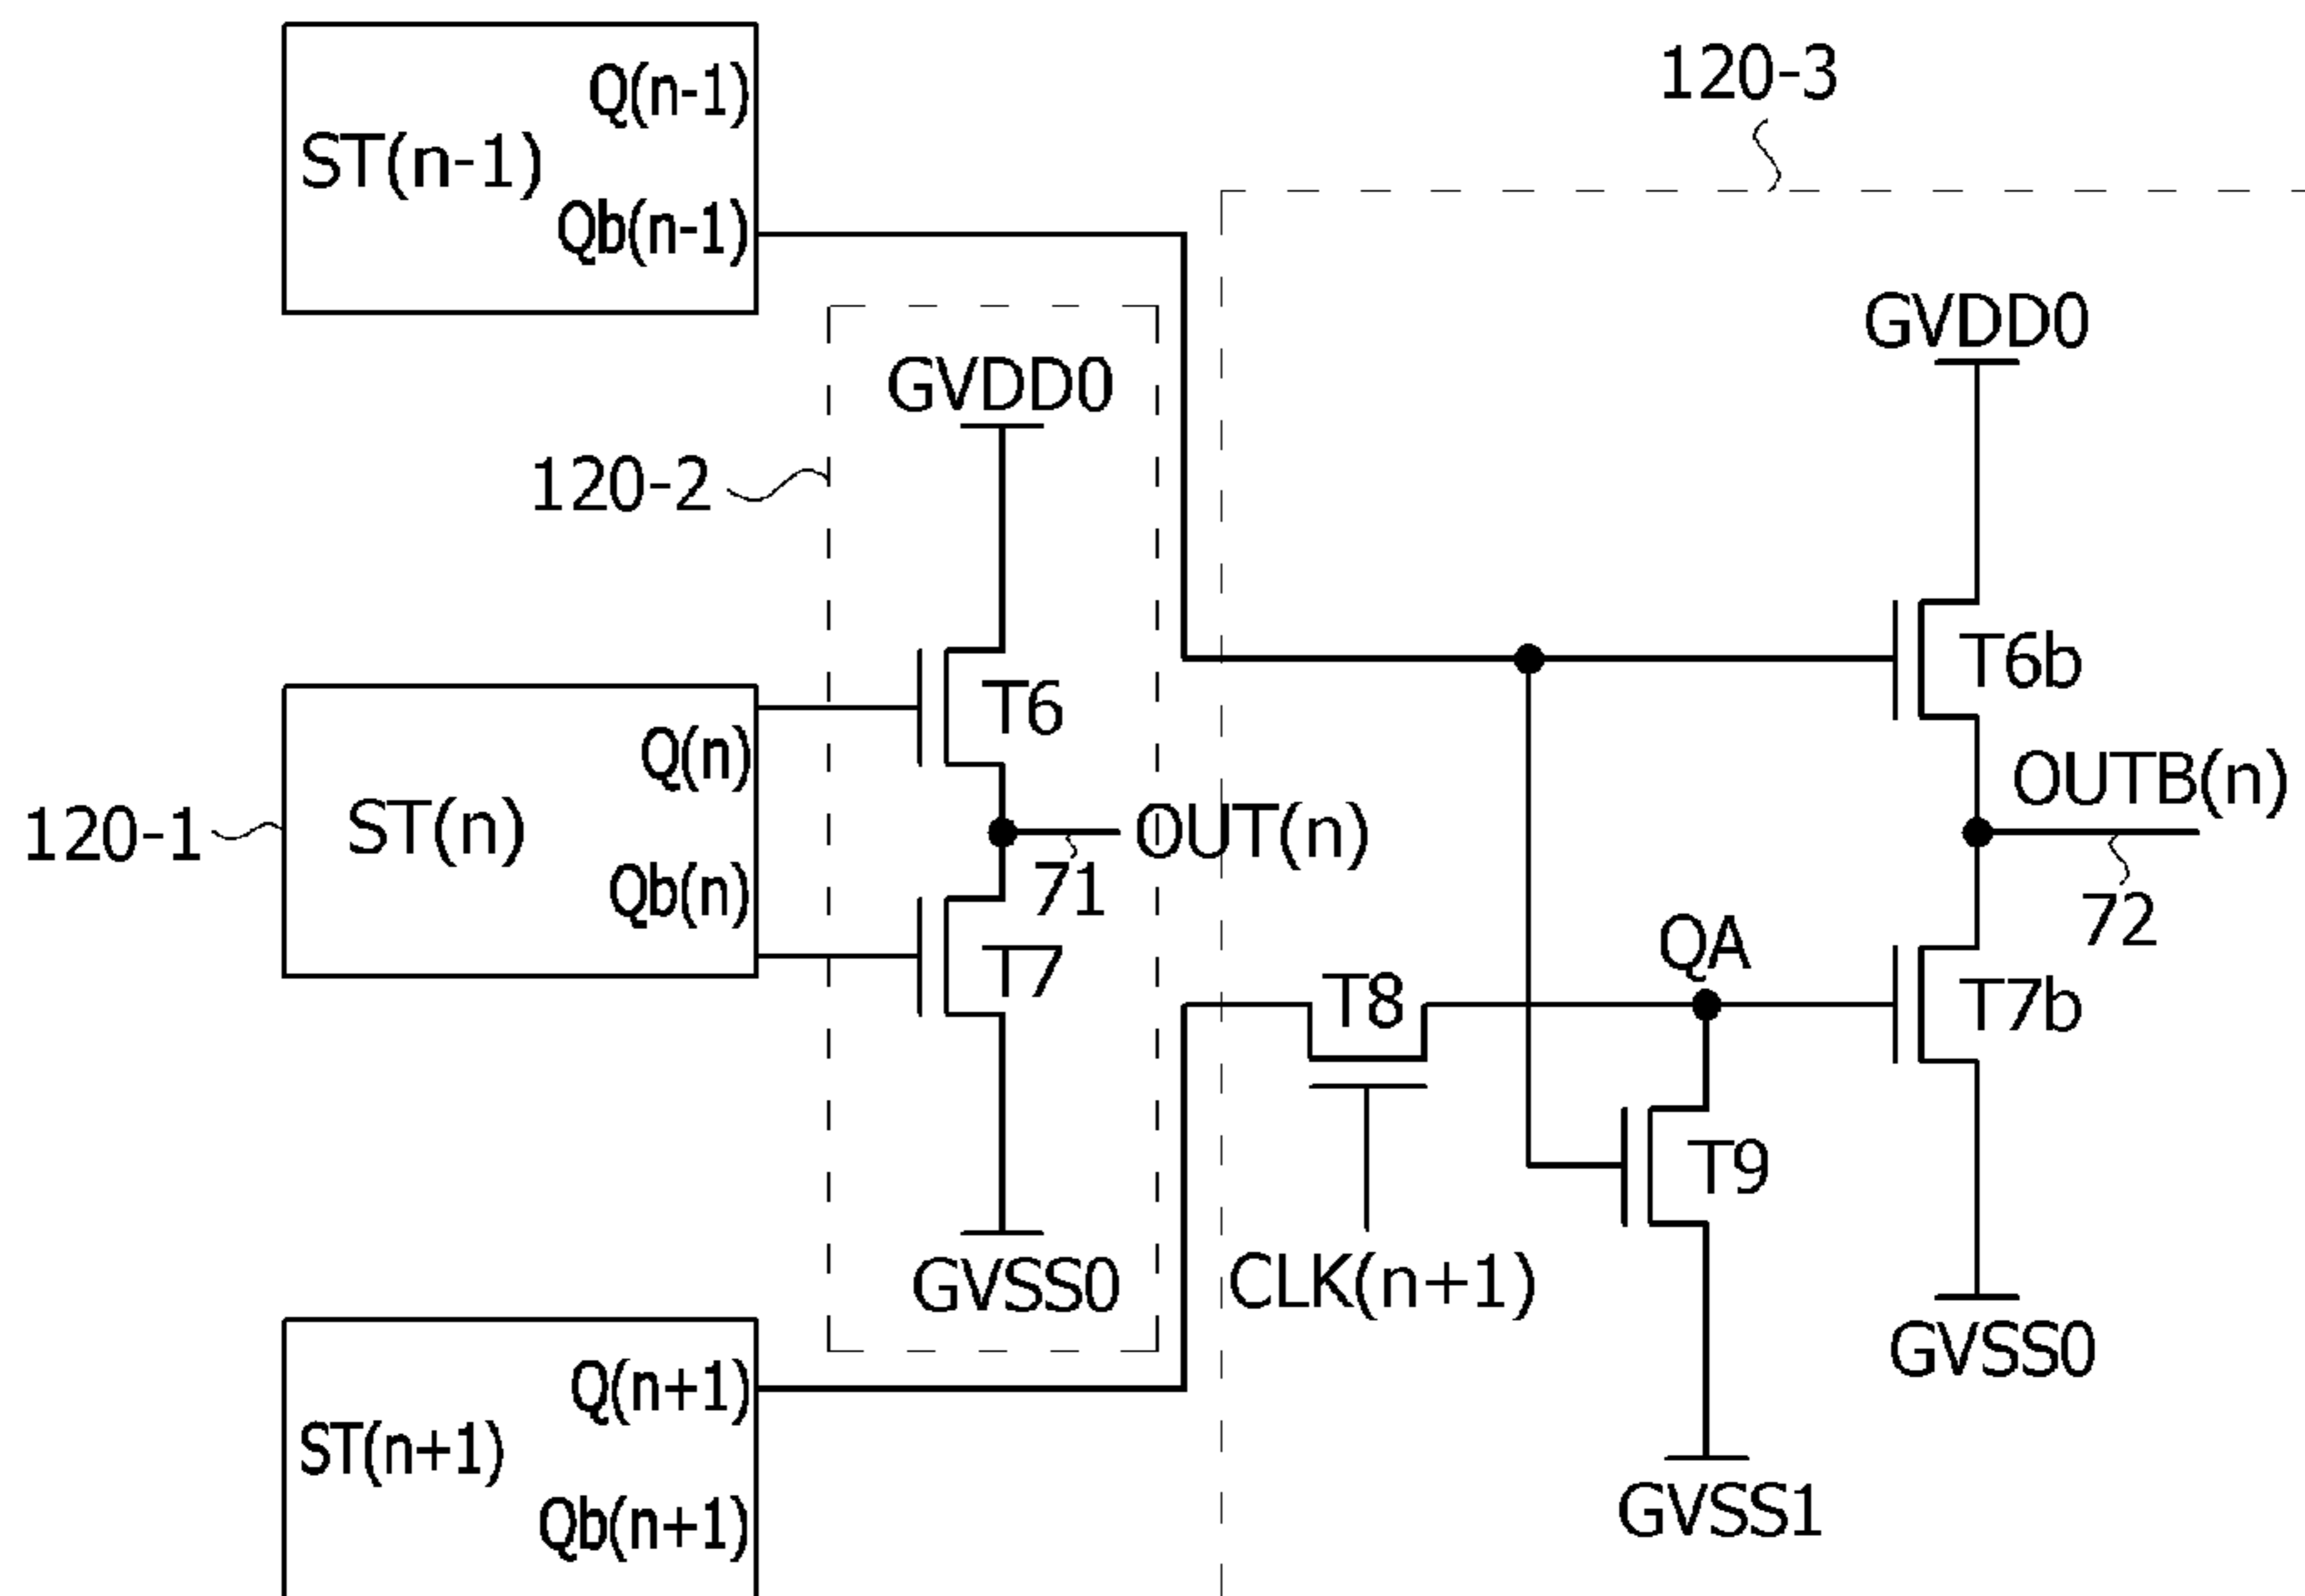 Q(n-1)
ST(n-1)
Qb(n-1)
120-3
GVDD0
GVDD0
120-2
T6
T6b
Q(n)
120-1
ST(n)
OUT(n)
OUTB(n)
Qb(n)
71
72
T7
QA
T8
T7b
T9
GVSS0
CLK(n+1)
GVSS0
Q(n+1)
ST(n+1)
Qb(n+1)
GVSS1